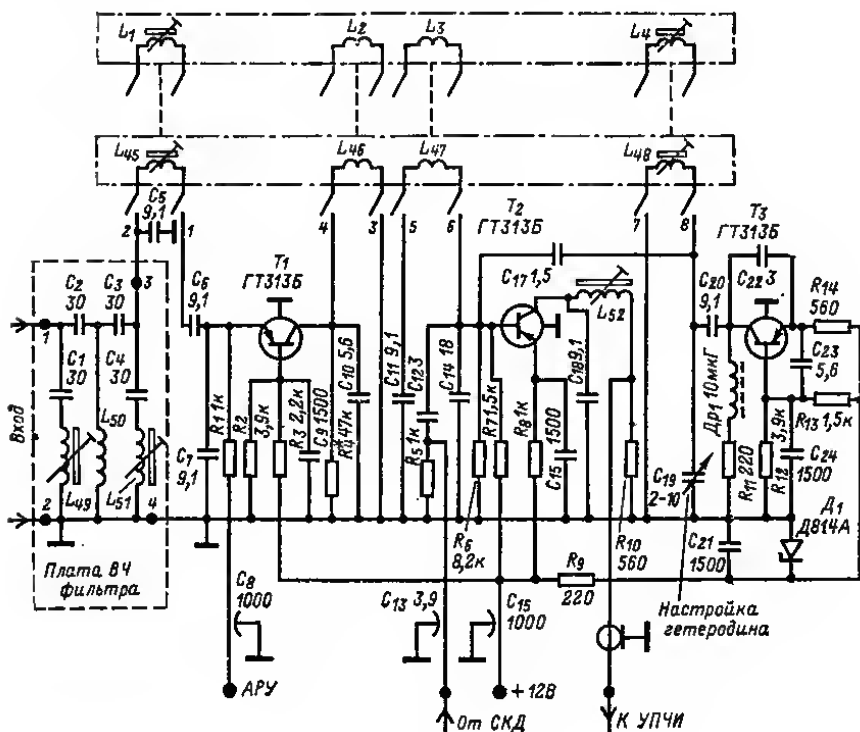 L1
L2
L3
L4
L45
L46
L47
L48
C5
9,1
2
1
4
3
5
6
7
8
T2
ГТ313Б
T3
ГТ313Б
C2
30
C3
30
3
C6
9,1
T1
ГТ313Б
C17 1,5
L52
C20
9,1
C22 3
R14
560
1
C1
30
C4
30
Вход
L49
L50
L51
2
4
C7
9,1
R1 1к
R2
3,9к
R3 2,2к
C9 1500
R4 47к
C10 5,6
C11 9,1
C12 3
C14 18
R5 1к
R7 1,5к
R8 1к
1500
C15
C18 9,1
Др1 10мкГ
C23
5,6
R13 1,5к
3,9к
R12
C24
1500
R11 220
C19
2-10
R6
8,2к
R10
560
C21
1500
Д1
Д814А
Плата ВЧ
фильтра
C8
1000
C13 3,9
C15
1000
R9
220
Настройка
гетеродина
АРУ
+12В
От СКД
К УПЧИ